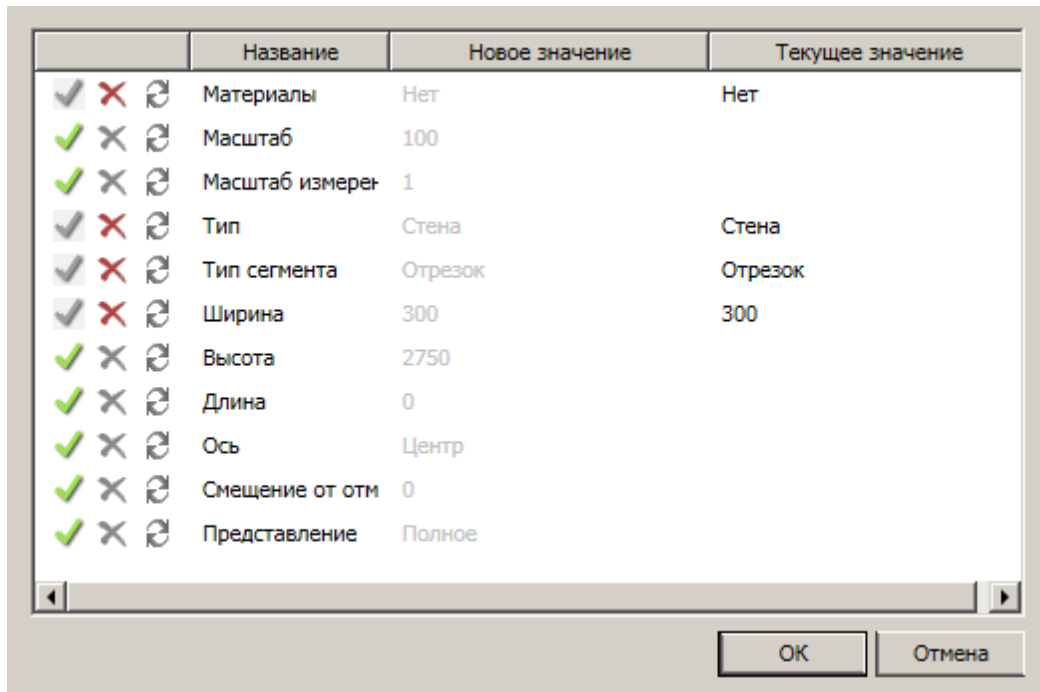 Название Новое значение Текущее значение
Материалы Нет Нет
Масштаб 100
Масштаб измерен 1
Тип Стена Стена
Тип сегмента Отрезок Отрезок
Ширина 300 300
Высота 2750
Длина 0
Ось Центр
Смещение от отм 0
Представление Полное
ОК Отмена